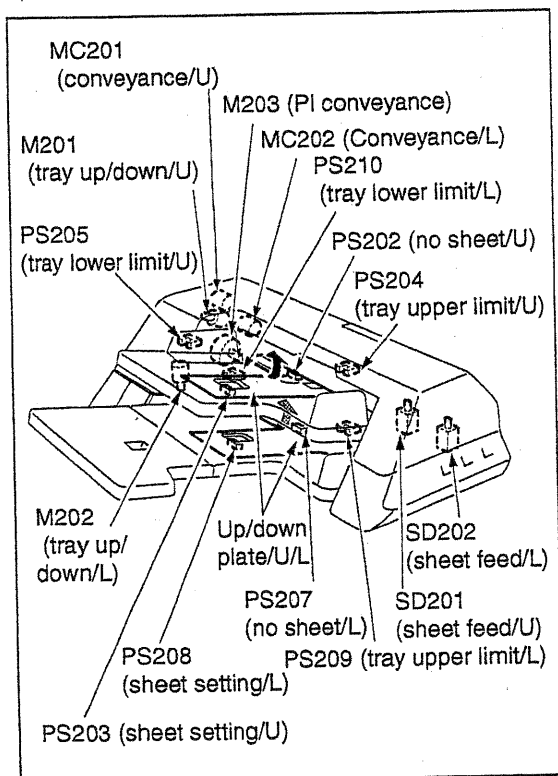 MC201
(conveyance/U)
M203 (PI conveyance)
MC202 (Conveyance/L)
M201
(tray up/down/U)
PS210
(tray lower limit/L)
PS205
(tray lower limit/U)
PS202 (no sheet/U)
PS204
(tray upper limit/U)
M202
(tray up/
down/L)
Up/down
plate/U/L
SD202
(sheet feed/L)
PS207
(no sheet/L)
SD201
(sheet feed/U)
PS208
(sheet setting/L)
PS209 (tray upper limit/L)
PS203 (sheet setting/U)